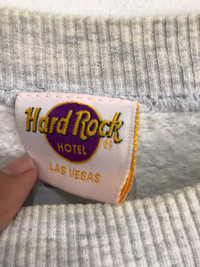 Hard Rock
®
HOTEL
LAS VEGAS